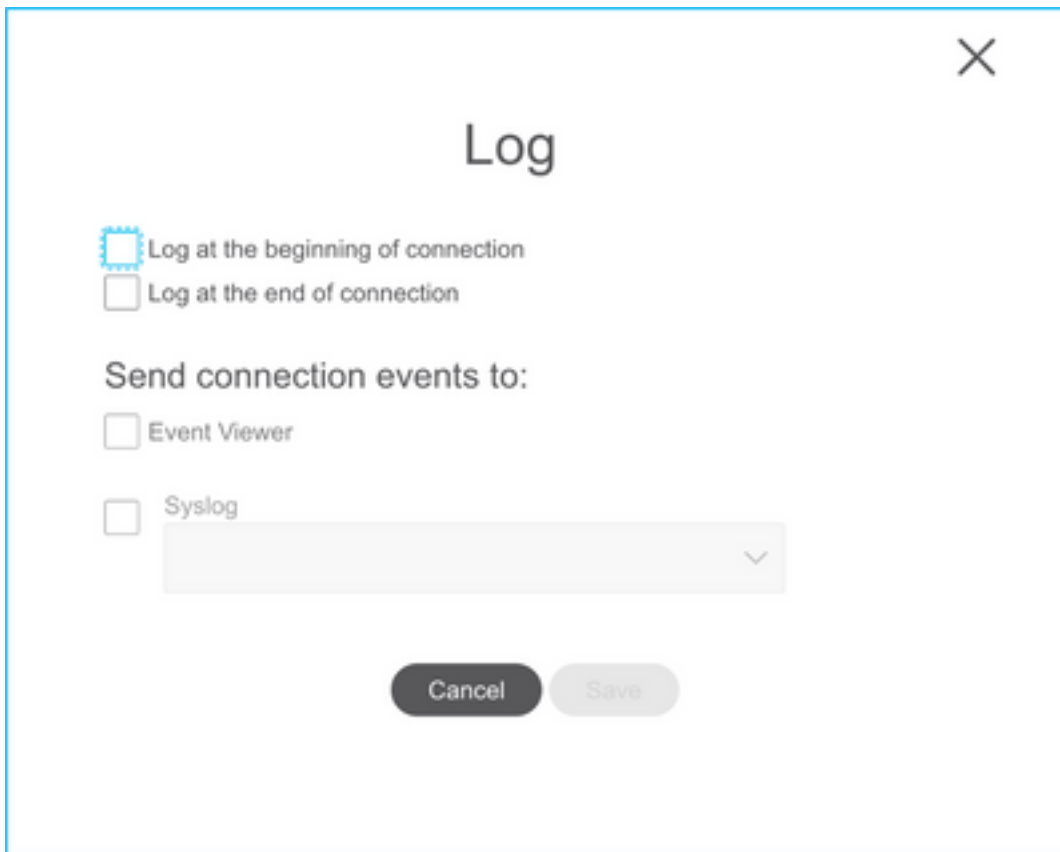 Log
Log at the beginning of connection
Log at the end of connection
Send connection events to:
Event Viewer
Syslog
Cancel
Save